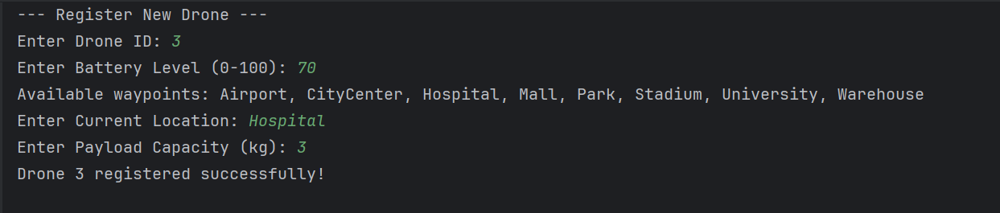 --- Register New Drone ---
Enter Drone ID: 3
Enter Battery Level (0-100): 70
Available waypoints: Airport, CityCenter, Hospital, Mall, Park, Stadium, University, Warehouse
Enter Current Location: Hospital
Enter Payload Capacity (kg): 3
Drone 3 registered successfully!